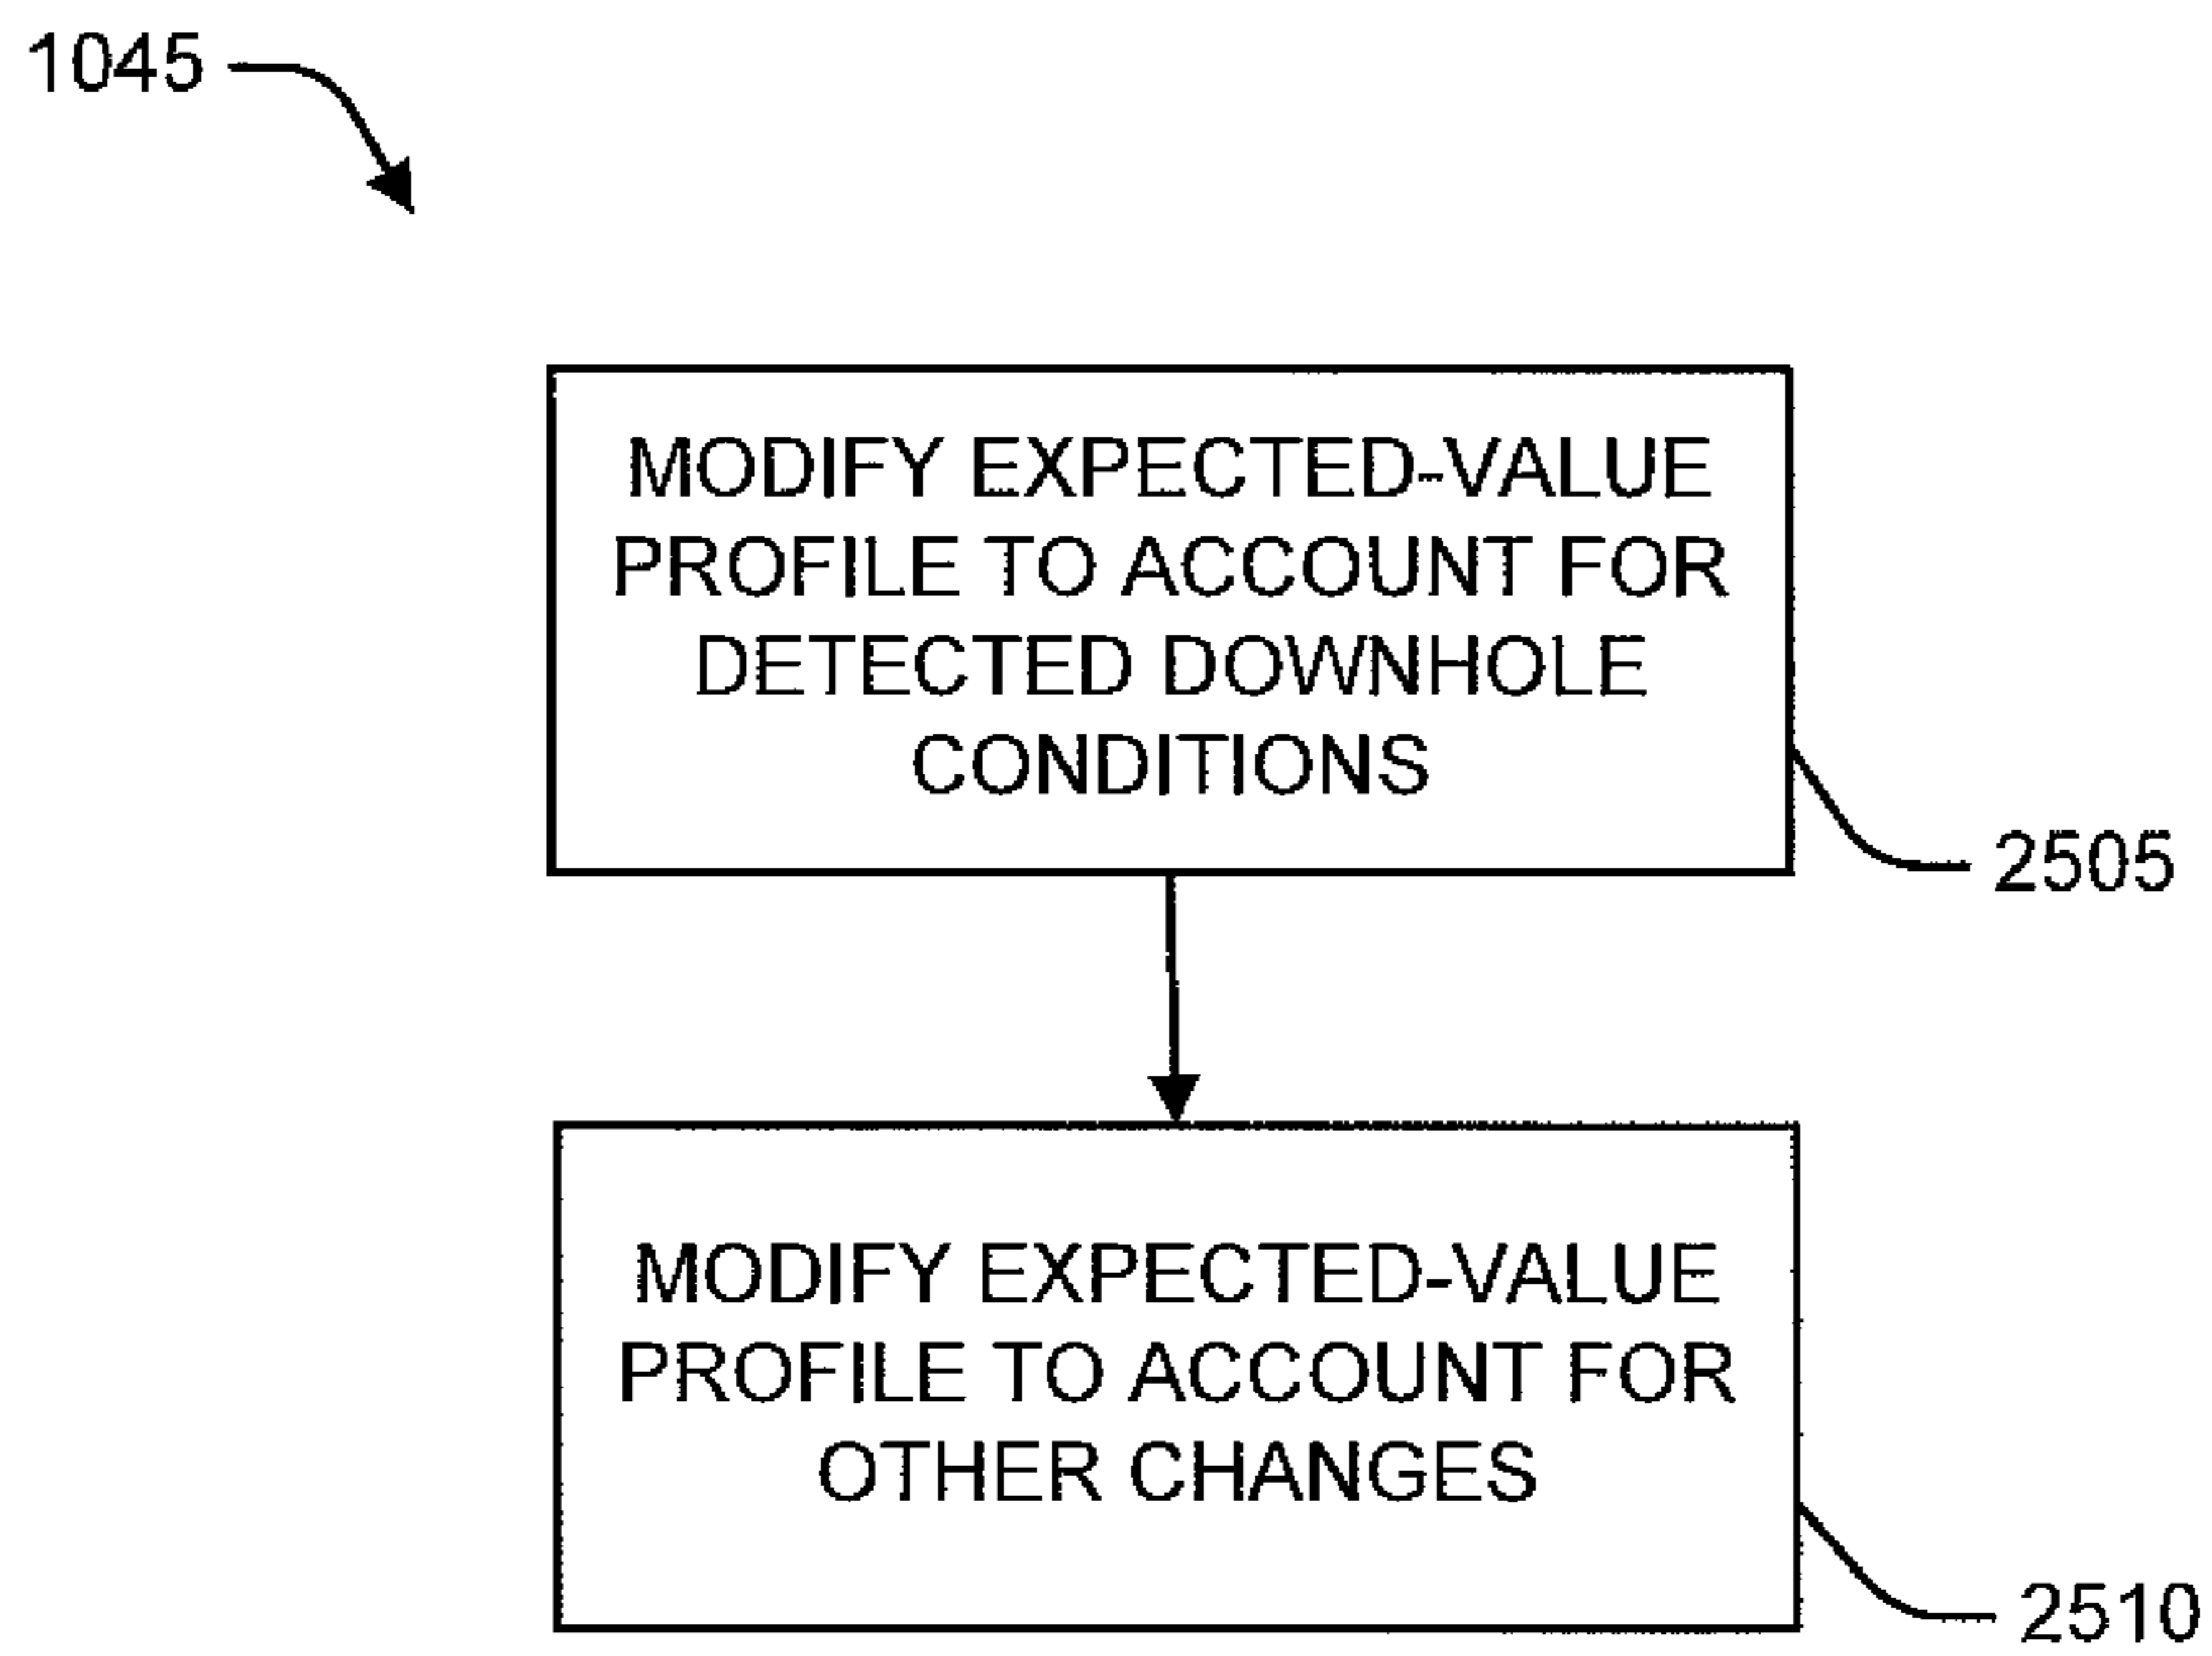 1045
MODIFY EXPECTED-VALUE
PROFILE TO ACCOUNT FOR
DETECTED DOWNHOLE
CONDITIONS
2505
MODIFY EXPECTED-VALUE
PROFILE TO ACCOUNT FOR
OTHER CHANGES
2510